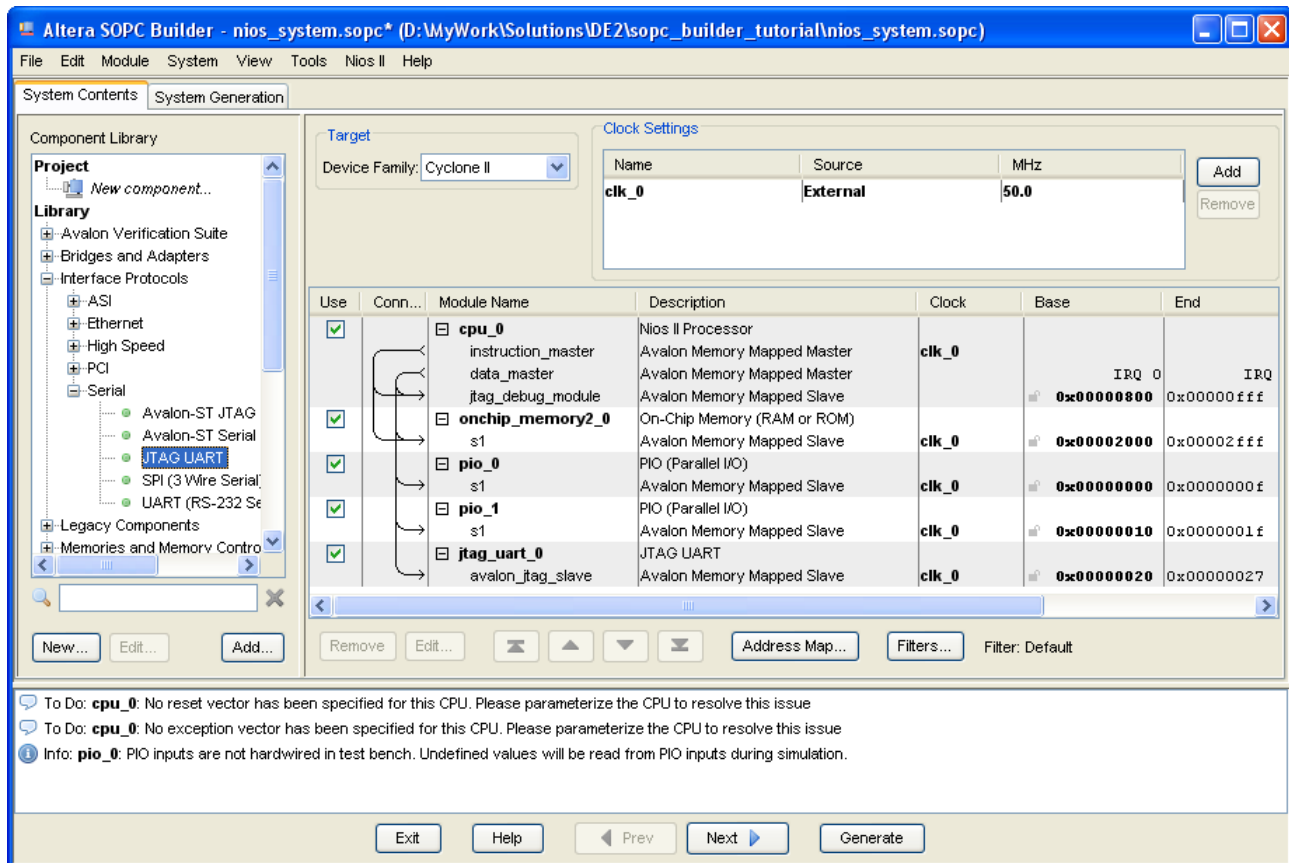 Altera SOPC Builder - nios_system.sopc* (D:\MyWork\Solutions\DE2\sopc_builder_tutorial\nios_system.sopc)
File Edit Module System View Tools Nios II Help
System Contents System Generation
Component Library
Project
New component...
Library
Avalon Verification Suite
Bridges and Adapters
Interface Protocols
ASI
Ethernet
High Speed
PCI
Serial
Avalon-ST JTAG
Avalon-ST Serial
JTAG UART
SPI (3 Wire Serial)
UART (RS-232 Se
Legacy Components
Memories and Memory Contro
New... Edit... Add...
Target
Device Family: Cyclone II
Clock Settings
Name Source MHz
clk_0 External 50.0
Add
Remove
Use Conn... Module Name Description Clock Base End
cpu_0 Nios II Processor
instruction_master Avalon Memory Mapped Master clk_0
data_master Avalon Memory Mapped Master IRQ 0 IRQ
jtag_debug_module Avalon Memory Mapped Slave 0x00000800 0x00000fff
onchip_memory2_0 On-Chip Memory (RAM or ROM)
s1 Avalon Memory Mapped Slave clk_0 0x00002000 0x00002fff
pio_0 PIO (Parallel I/O)
s1 Avalon Memory Mapped Slave clk_0 0x00000000 0x0000000f
pio_1 PIO (Parallel I/O)
s1 Avalon Memory Mapped Slave clk_0 0x00000010 0x0000001f
jtag_uart_0 JTAG UART
avalon_jtag_slave Avalon Memory Mapped Slave clk_0 0x00000020 0x00000027
Remove Edit... Address Map... Filters... Filter: Default
To Do: cpu_0: No reset vector has been specified for this CPU. Please parameterize the CPU to resolve this issue
To Do: cpu_0: No exception vector has been specified for this CPU. Please parameterize the CPU to resolve this issue
Info: pio_0: PIO inputs are not hardwired in test bench. Undefined values will be read from PIO inputs during simulation.
Exit Help Prev Next Generate